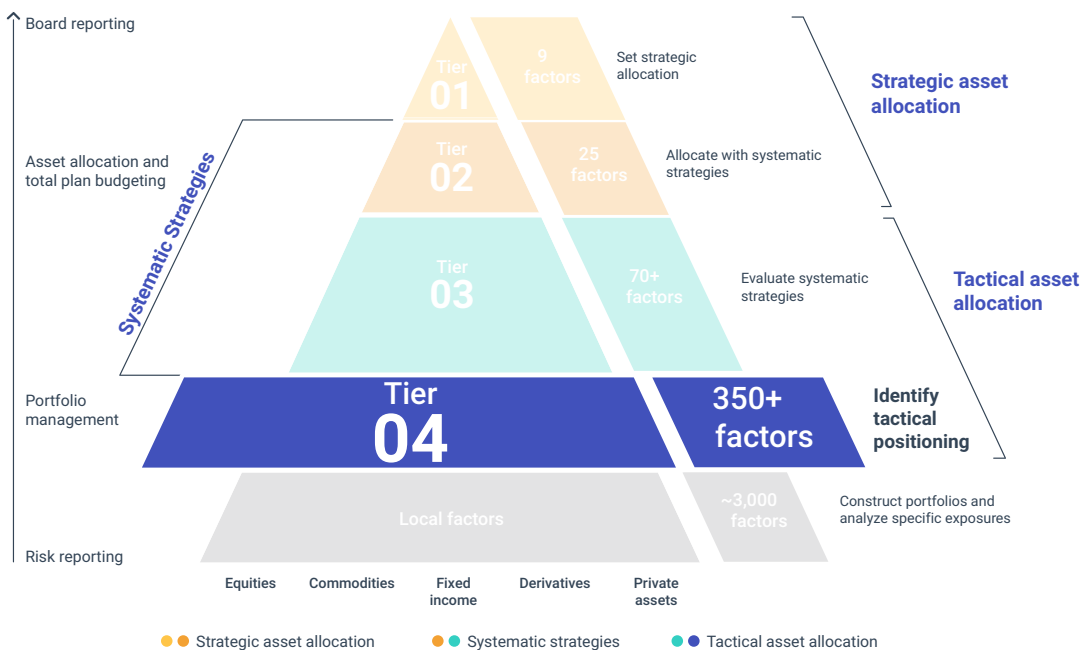 Board reporting
Tier
01
9
factors
Set strategic
allocation
Strategic asset
allocation
Asset allocation and
total plan budgeting
Systematic Strategies
Tier
02
25
factors
Allocate with systematic
strategies
Tier
03
70+
factors
Evaluate systematic
strategies
Tactical asset
allocation
Portfolio
management
Tier
04
350+
factors
Identify
tactical
positioning
Local factors
~3,000
factors
Construct portfolios and
analyze specific exposures
Risk reporting
Equities
Commodities
Fixed
income
Derivatives
Private
assets
Strategic asset allocation
Systematic strategies
Tactical asset allocation